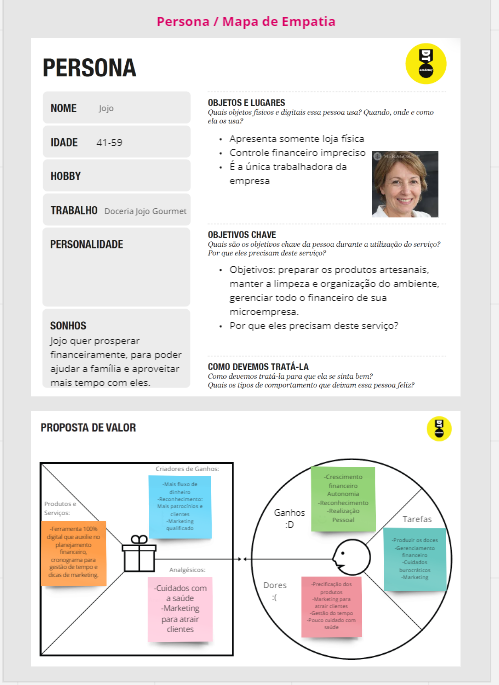 Persona / Mapa de Empatia
PERSONA
NOME Jojo
IDADE 41-59
HOBBY
TRABALHO Doceria Jojo Gourmet
PERSONALIDADE
SONHOS
Jojo quer prosperar
financeiramente, para poder
ajudar a família e aproveitar
mais tempo com eles.
OBJETOS E LUGARES
Quais objetos físicos e digitais essa pessoa usa? Quando, onde e como
ela os usa?
• Apresenta somente loja física
• Controle financeiro impreciso
• É a única trabalhadora da
empresa
OBJETIVOS CHAVE
Quais são os objetivos chave da pessoa durante a utilização do serviço?
Por que eles precisam deste serviço?
• Objetivos: preparar os produtos artesanais,
manter a limpeza e organização do ambiente,
gerenciar todo o financeiro de sua
microempresa.
• Por que eles precisam deste serviço?
COMO DEVEMOS TRATÁ-LA
Como devemos tratá-la para que ela se sinta bem?
Quais os tipos de comportamento que deixam essa pessoa feliz?
PROPOSTA DE VALOR
Criadores de Ganhos:
-Mais fluxo de
dinheiro
-Reconhecimento:
Mais patrocínios e
clientes
-Marketing
qualificado
Produtos e
Serviços:
-Ferramenta 100%
digital que auxilie no
planejamento
financeiro,
cronograma para
gestão de tempo e
dicas de marketing.
Analgésicos:
-Cuidados com
a saúde
-Marketing
para atrair
clientes
Ganhos
:D
-Crescimento
financeiro
Autonomia
-Reconhecimento
-Realização
Pessoal
Tarefas
-Produzir os doces
-Gerenciamento
financeiro
-Cuidados
burocráticos
-Marketing
Dores
:(
-Precificação dos
produtos
-Marketing para
atrair clientes
-Gestão do tempo
-Pouco cuidado com
saúde